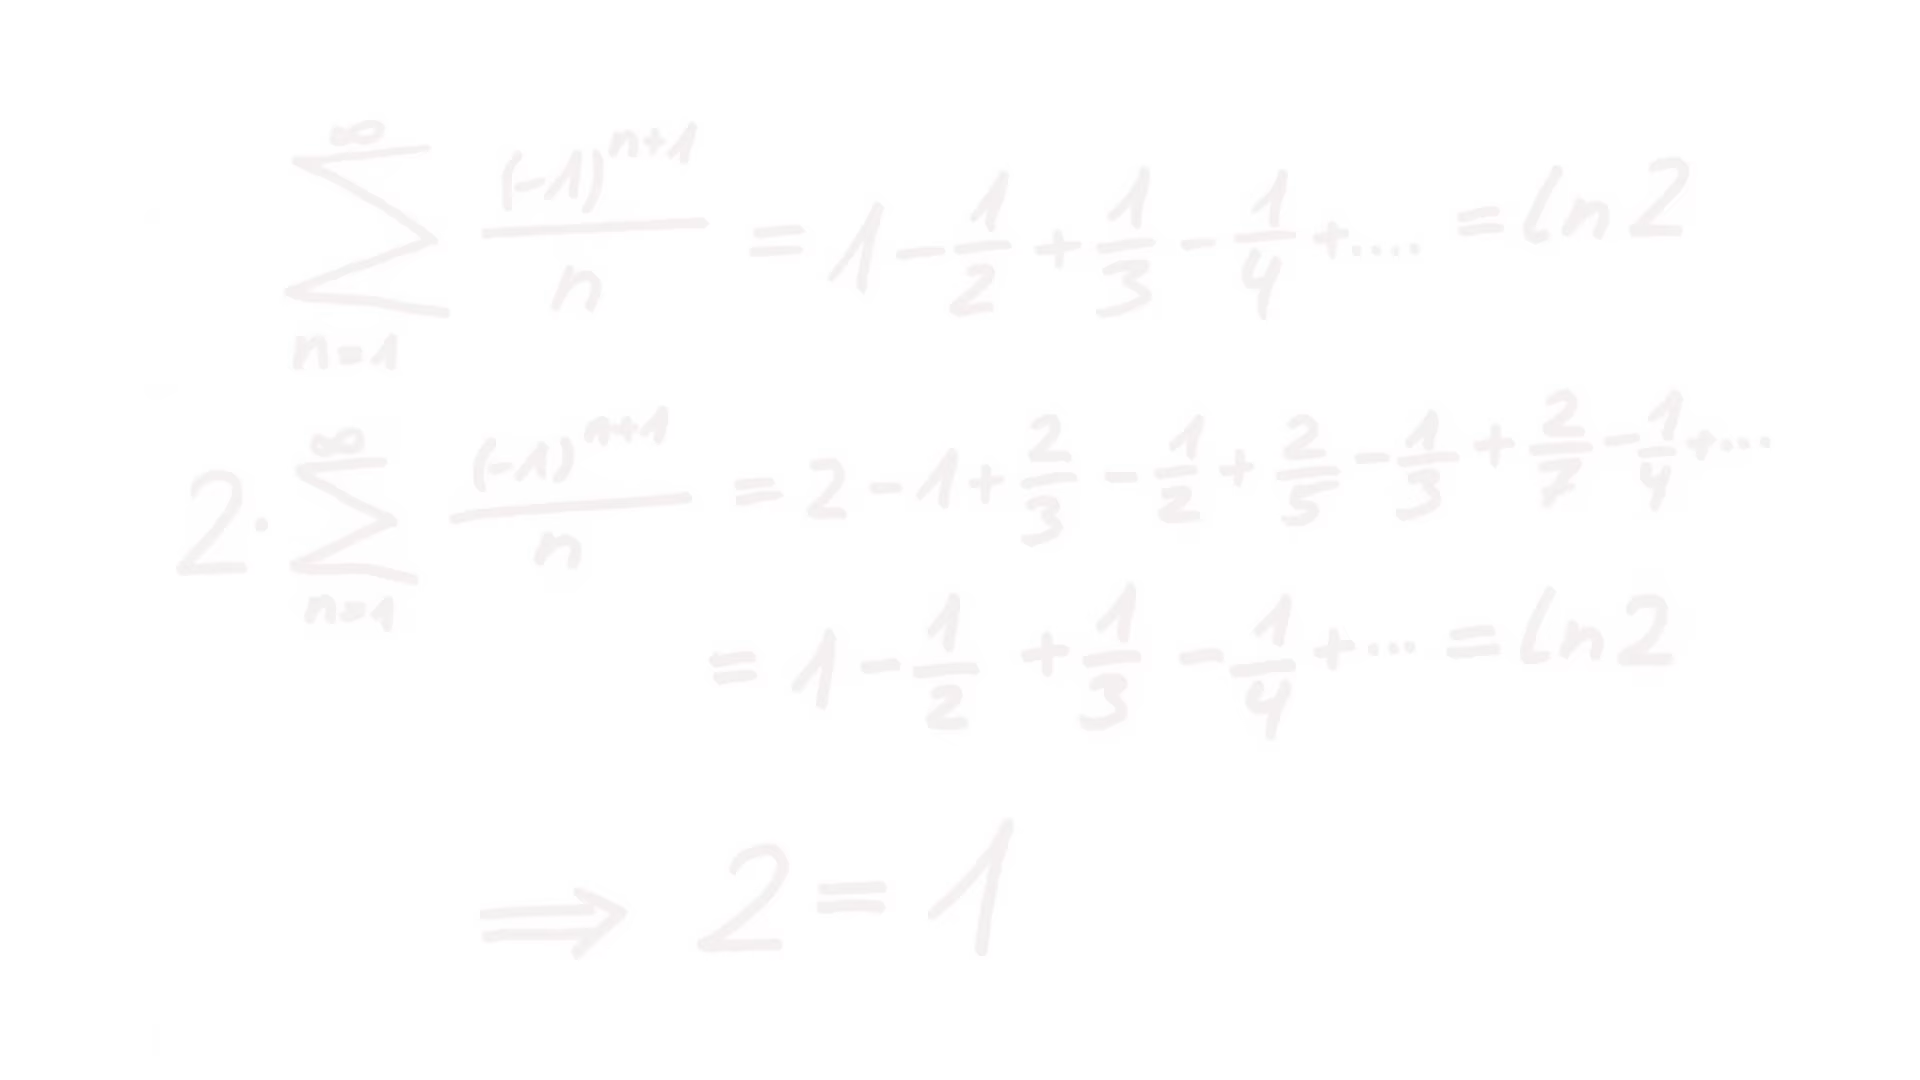 ∞∑n=1 (-1)^(n+1)/n = 1 - 1/2 + 1/3 - 1/4 + .... = ln 2
2 · ∞∑n=1 (-1)^(n+1)/n = 2 - 1 + 2/3 - 1/2 + 2/5 - 1/3 + 2/7 - 1/4 + ...
= 1 - 1/2 + 1/3 - 1/4 + ... = ln 2
⇒ 2 = 1